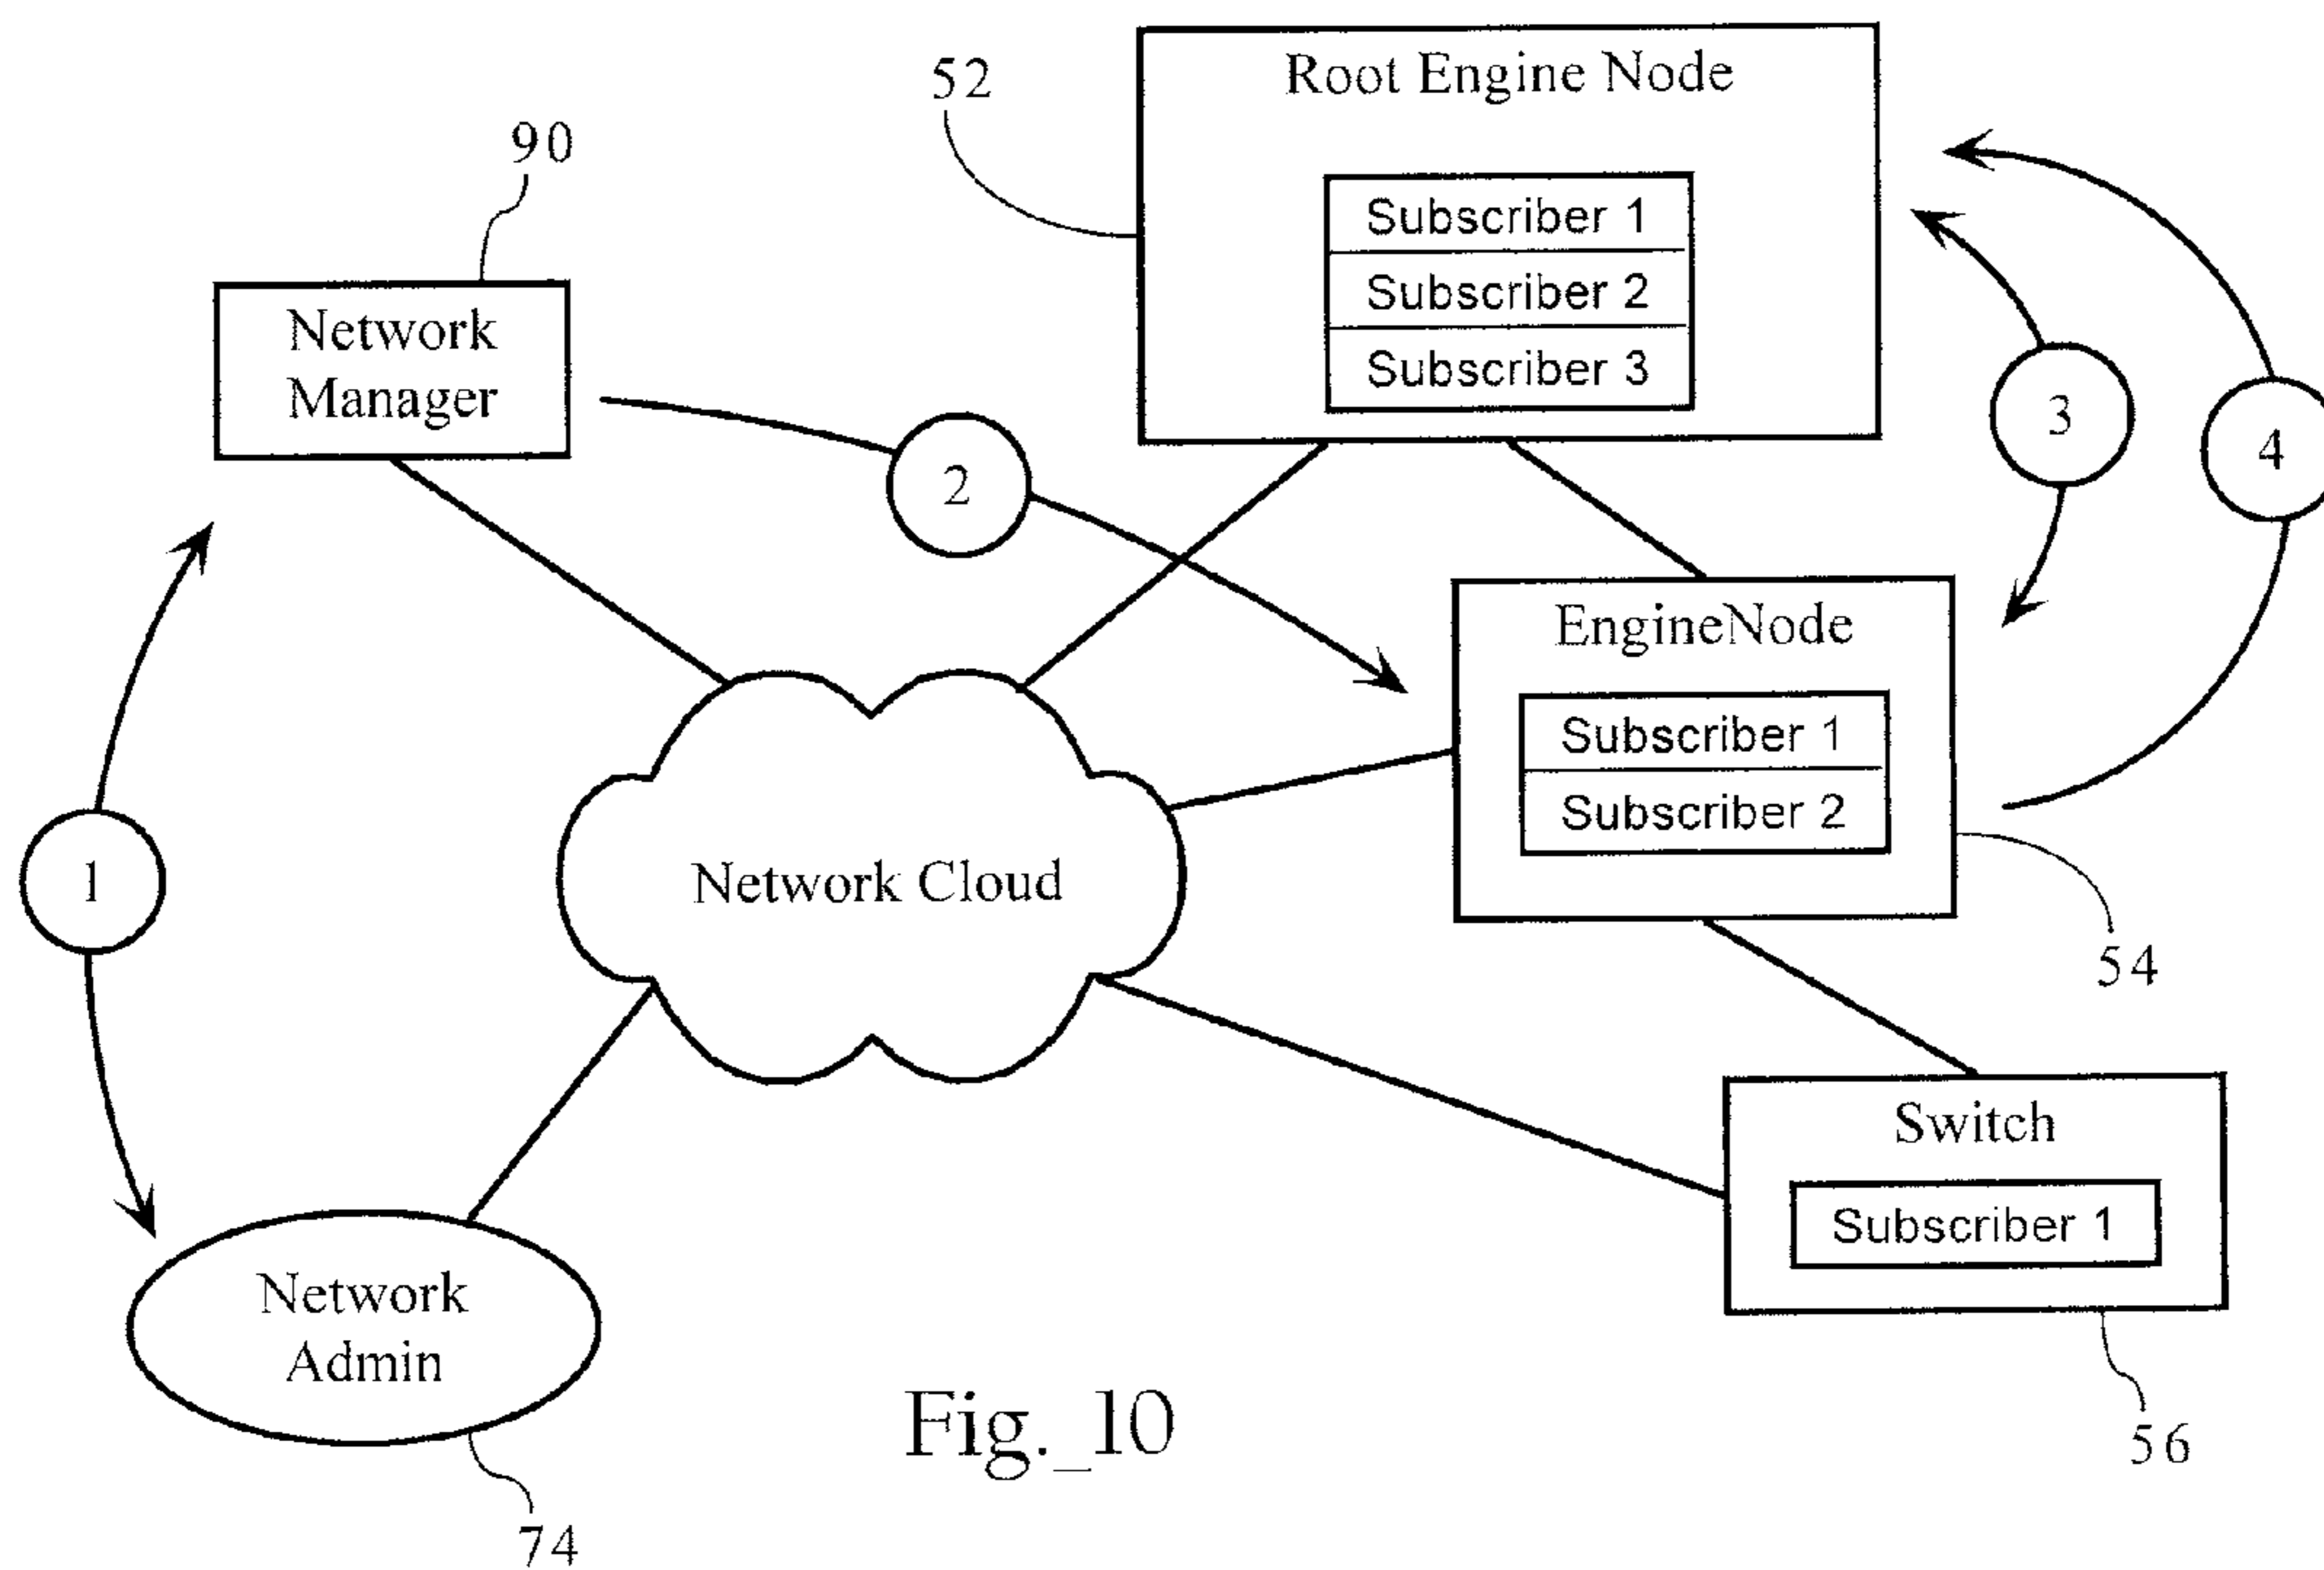 52
Root Engine Node
90
Subscriber 1
Subscriber 2
Subscriber 3
Network
Manager
3
4
2
EngineNode
Subscriber 1
Subscriber 2
1
Network Cloud
54
Switch
Subscriber 1
Network
Admin
Fig._10
56
74